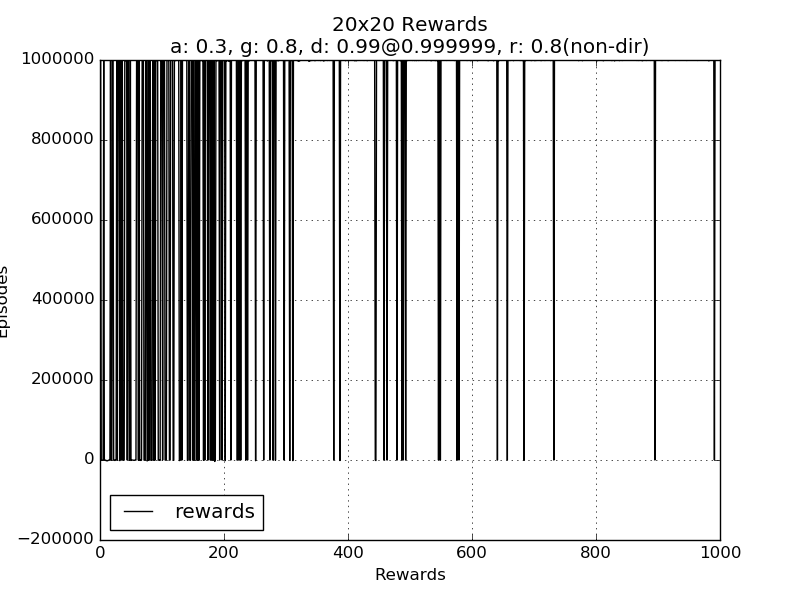 20x20 Rewards
a: 0.3, g: 0.8, d: 0.99@0.999999, r: 0.8(non-dir)
1000000
800000
600000
400000
200000
0
−200000
Episodes
rewards
0 200 400 600 800 1000
Rewards